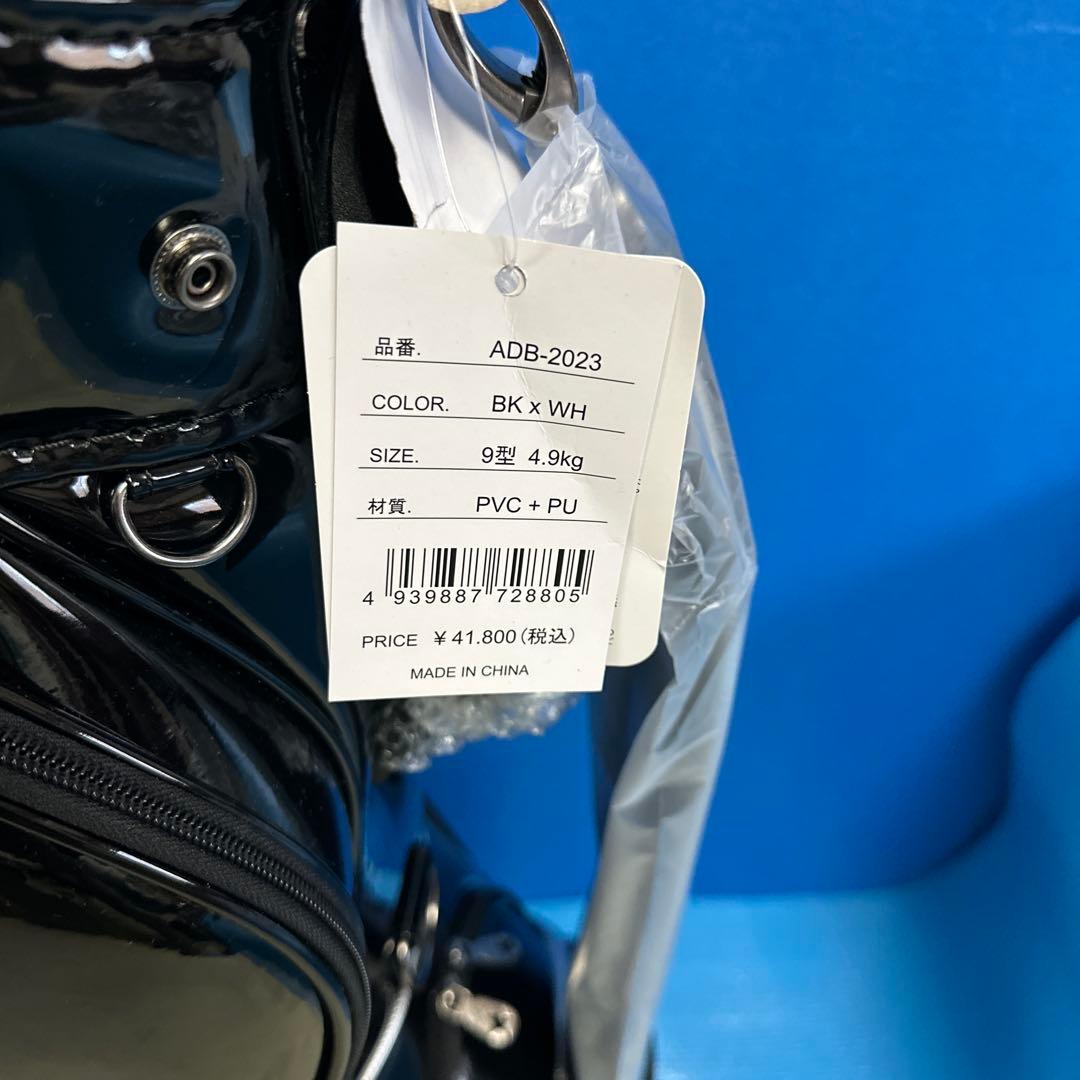 品番. ADB-2023
COLOR. BK x WH
SIZE. 9型 4.9kg
材質. PVC + PU
4 939887 728805
PRICE ¥41.800(税込)
MADE IN CHINA